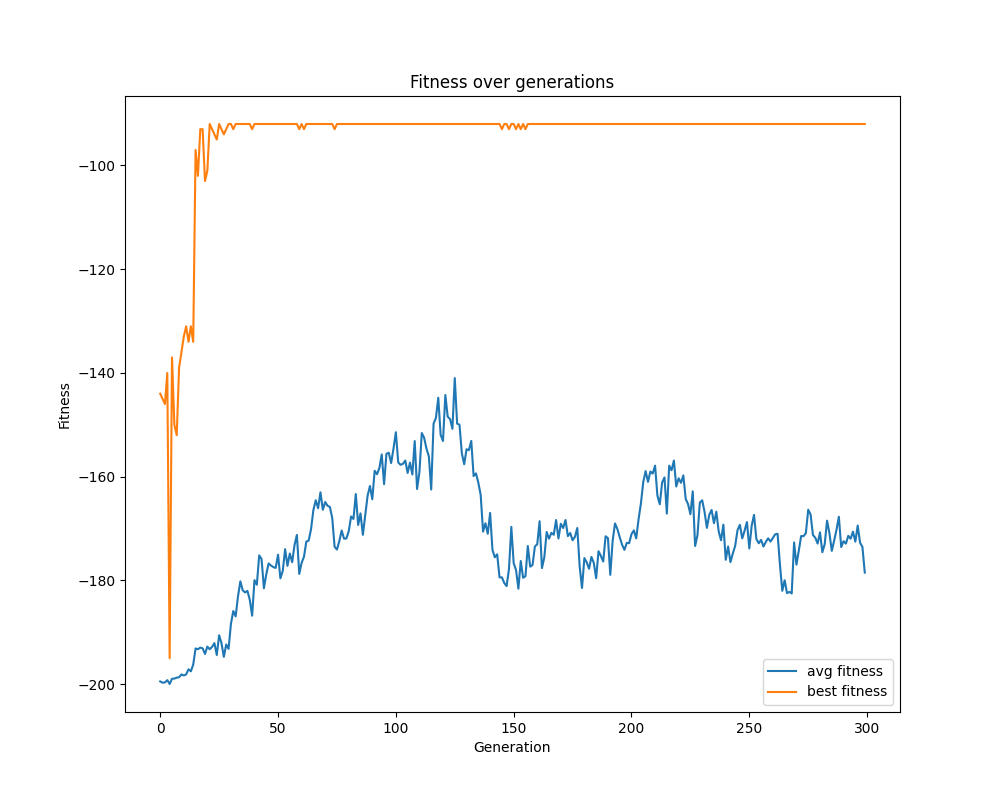 Fitness over generations
Fitness
−100
−120
−140
−160
−180
−200
0 50 100 150 200 250 300
Generation
avg fitness
best fitness